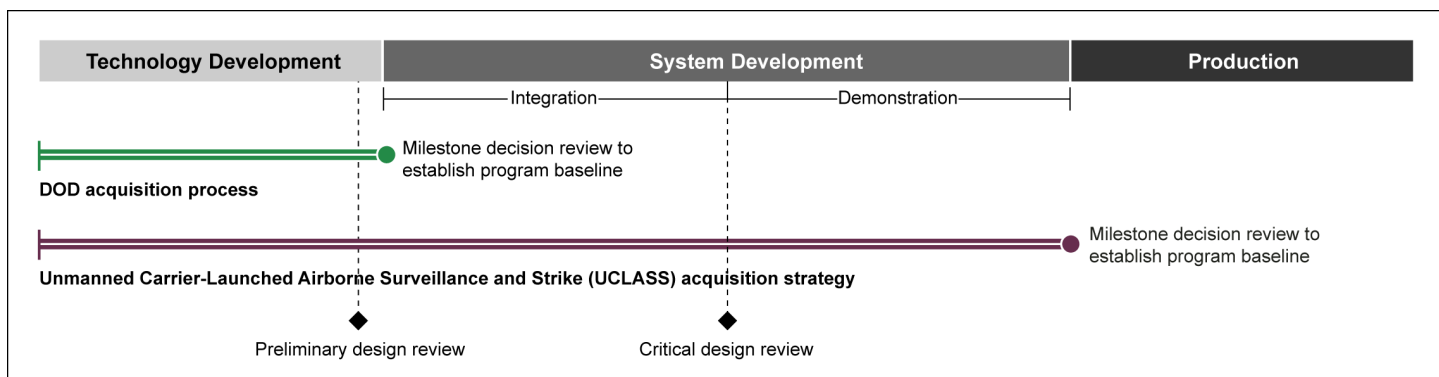 Technology Development
System Development
Production
Integration
Demonstration
Milestone decision review to
establish program baseline
DOD acquisition process
Milestone decision review to
establish program baseline
Unmanned Carrier-Launched Airborne Surveillance and Strike (UCLASS) acquisition strategy
Preliminary design review
Critical design review